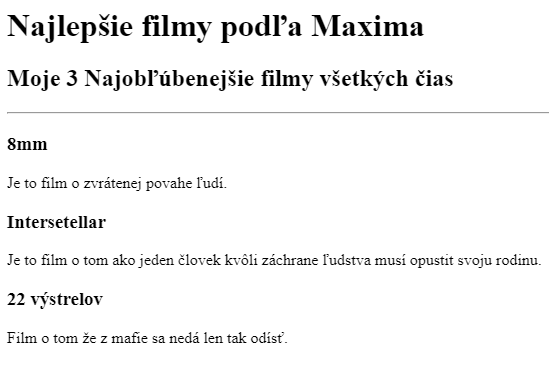 Najlepšie filmy podľa Maxima
Moje 3 Najobľúbenejšie filmy všetkých čias
8mm
Je to film o zvrátenej povahe ľudí.
Intersetellar
Je to film o tom ako jeden človek kvôli záchrane ľudstva musí opustit svoju rodinu.
22 výstrelov
Film o tom že z mafie sa nedá len tak odísť.